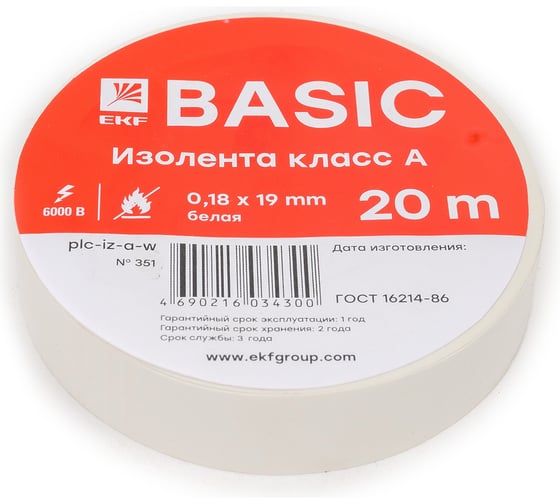 EKF
BASIC
Изолента класс А
6000 В
0,18 x 19 mm
белая
20 m
plc-iz-a-w
№ 351
Дата изготовления:
4 690216 034300
ГОСТ 16214-86
Гарантийный срок эксплуатации: 1 год
Гарантийный срок хранения: 2 года
Срок службы: 3 года
www.ekfgroup.com